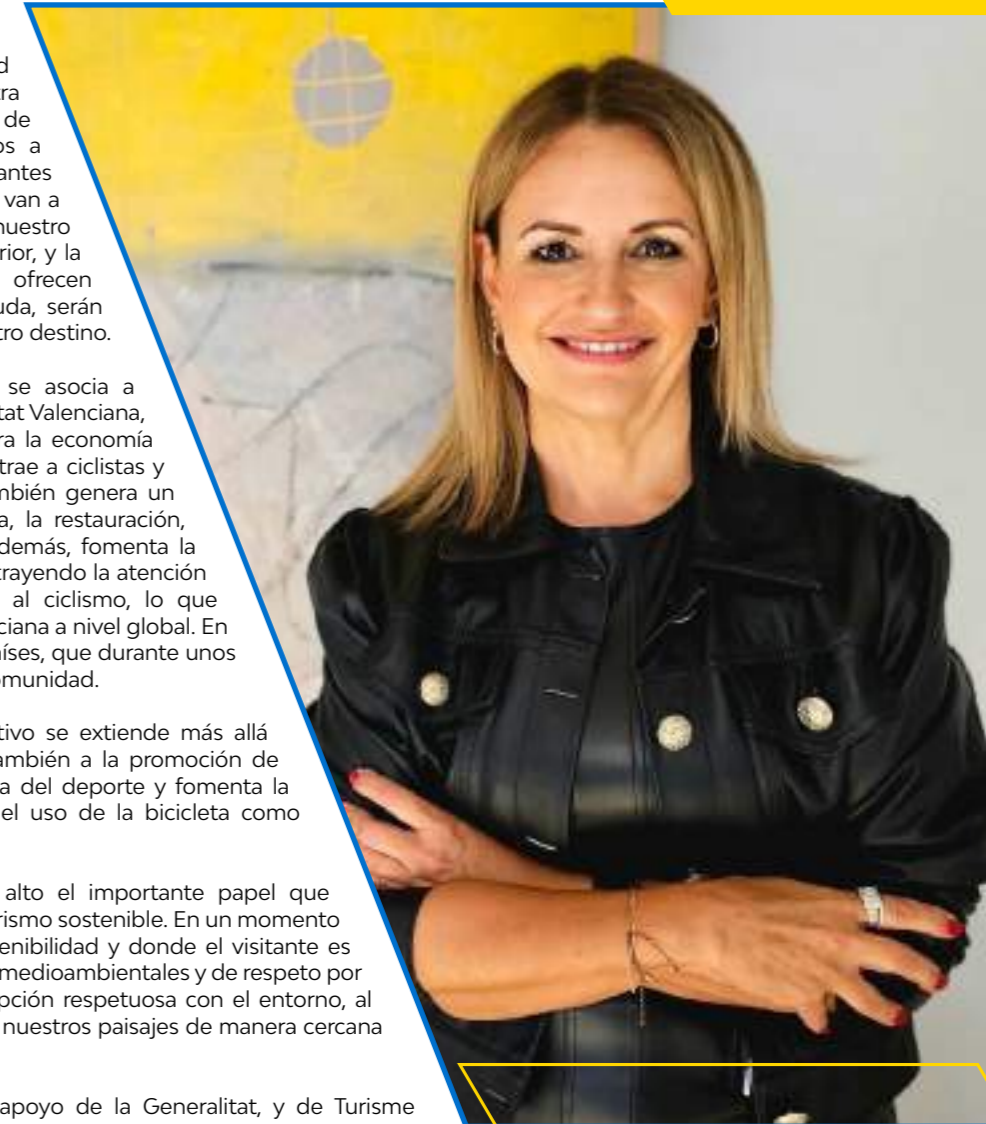 d
tra
de
os a
antes
van a
nuestro
rior, y la
ofrecen
uda, serán
tro destino.
se asocia a
tat Valenciana,
ra la economía
trae a ciclistas y
mbién genera un
a, la restauración,
demás, fomenta la
trayendo la atención
al ciclismo, lo que
ciana a nivel global. En
aíses, que durante unos
omunidad.
tivo se extiende más allá
ambién a la promoción de
a del deporte y fomenta la
el uso de la bicicleta como
alto el importante papel que
rismo sostenible. En un momento
tenibilidad y donde el visitante es
medioambientales y de respeto por
pción respetuosa con el entorno, al
nuestros paisajes de manera cercana
apoyo de la Generalitat, y de Turisme